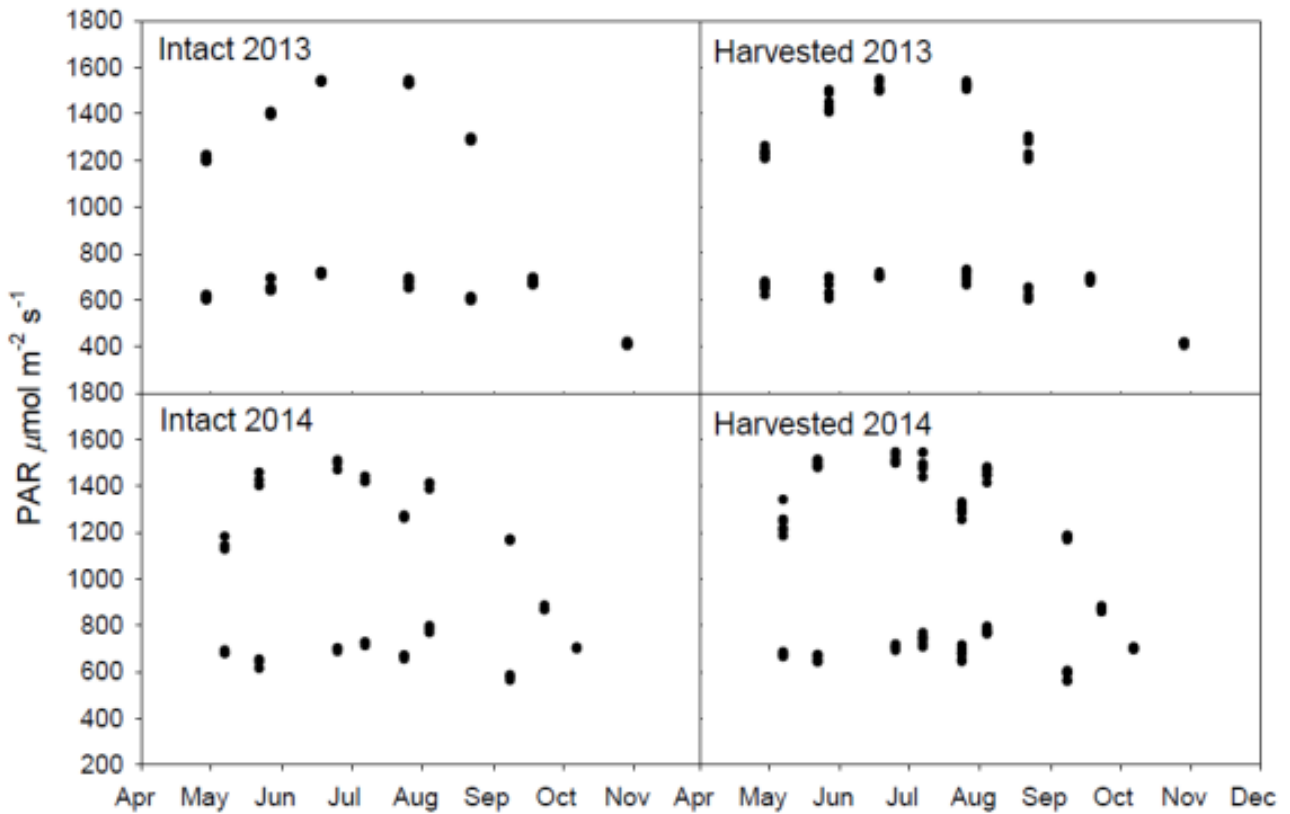 1800
Intact 2013
Harvested 2013
1600
1400
1200
1000
800
600
400
1800
Intact 2014
Harvested 2014
1600
1400
1200
1000
800
600
400
200
PAR μmol m⁻² s⁻¹
Apr May Jun Jul Aug Sep Oct Nov Apr May Jun Jul Aug Sep Oct Nov Dec